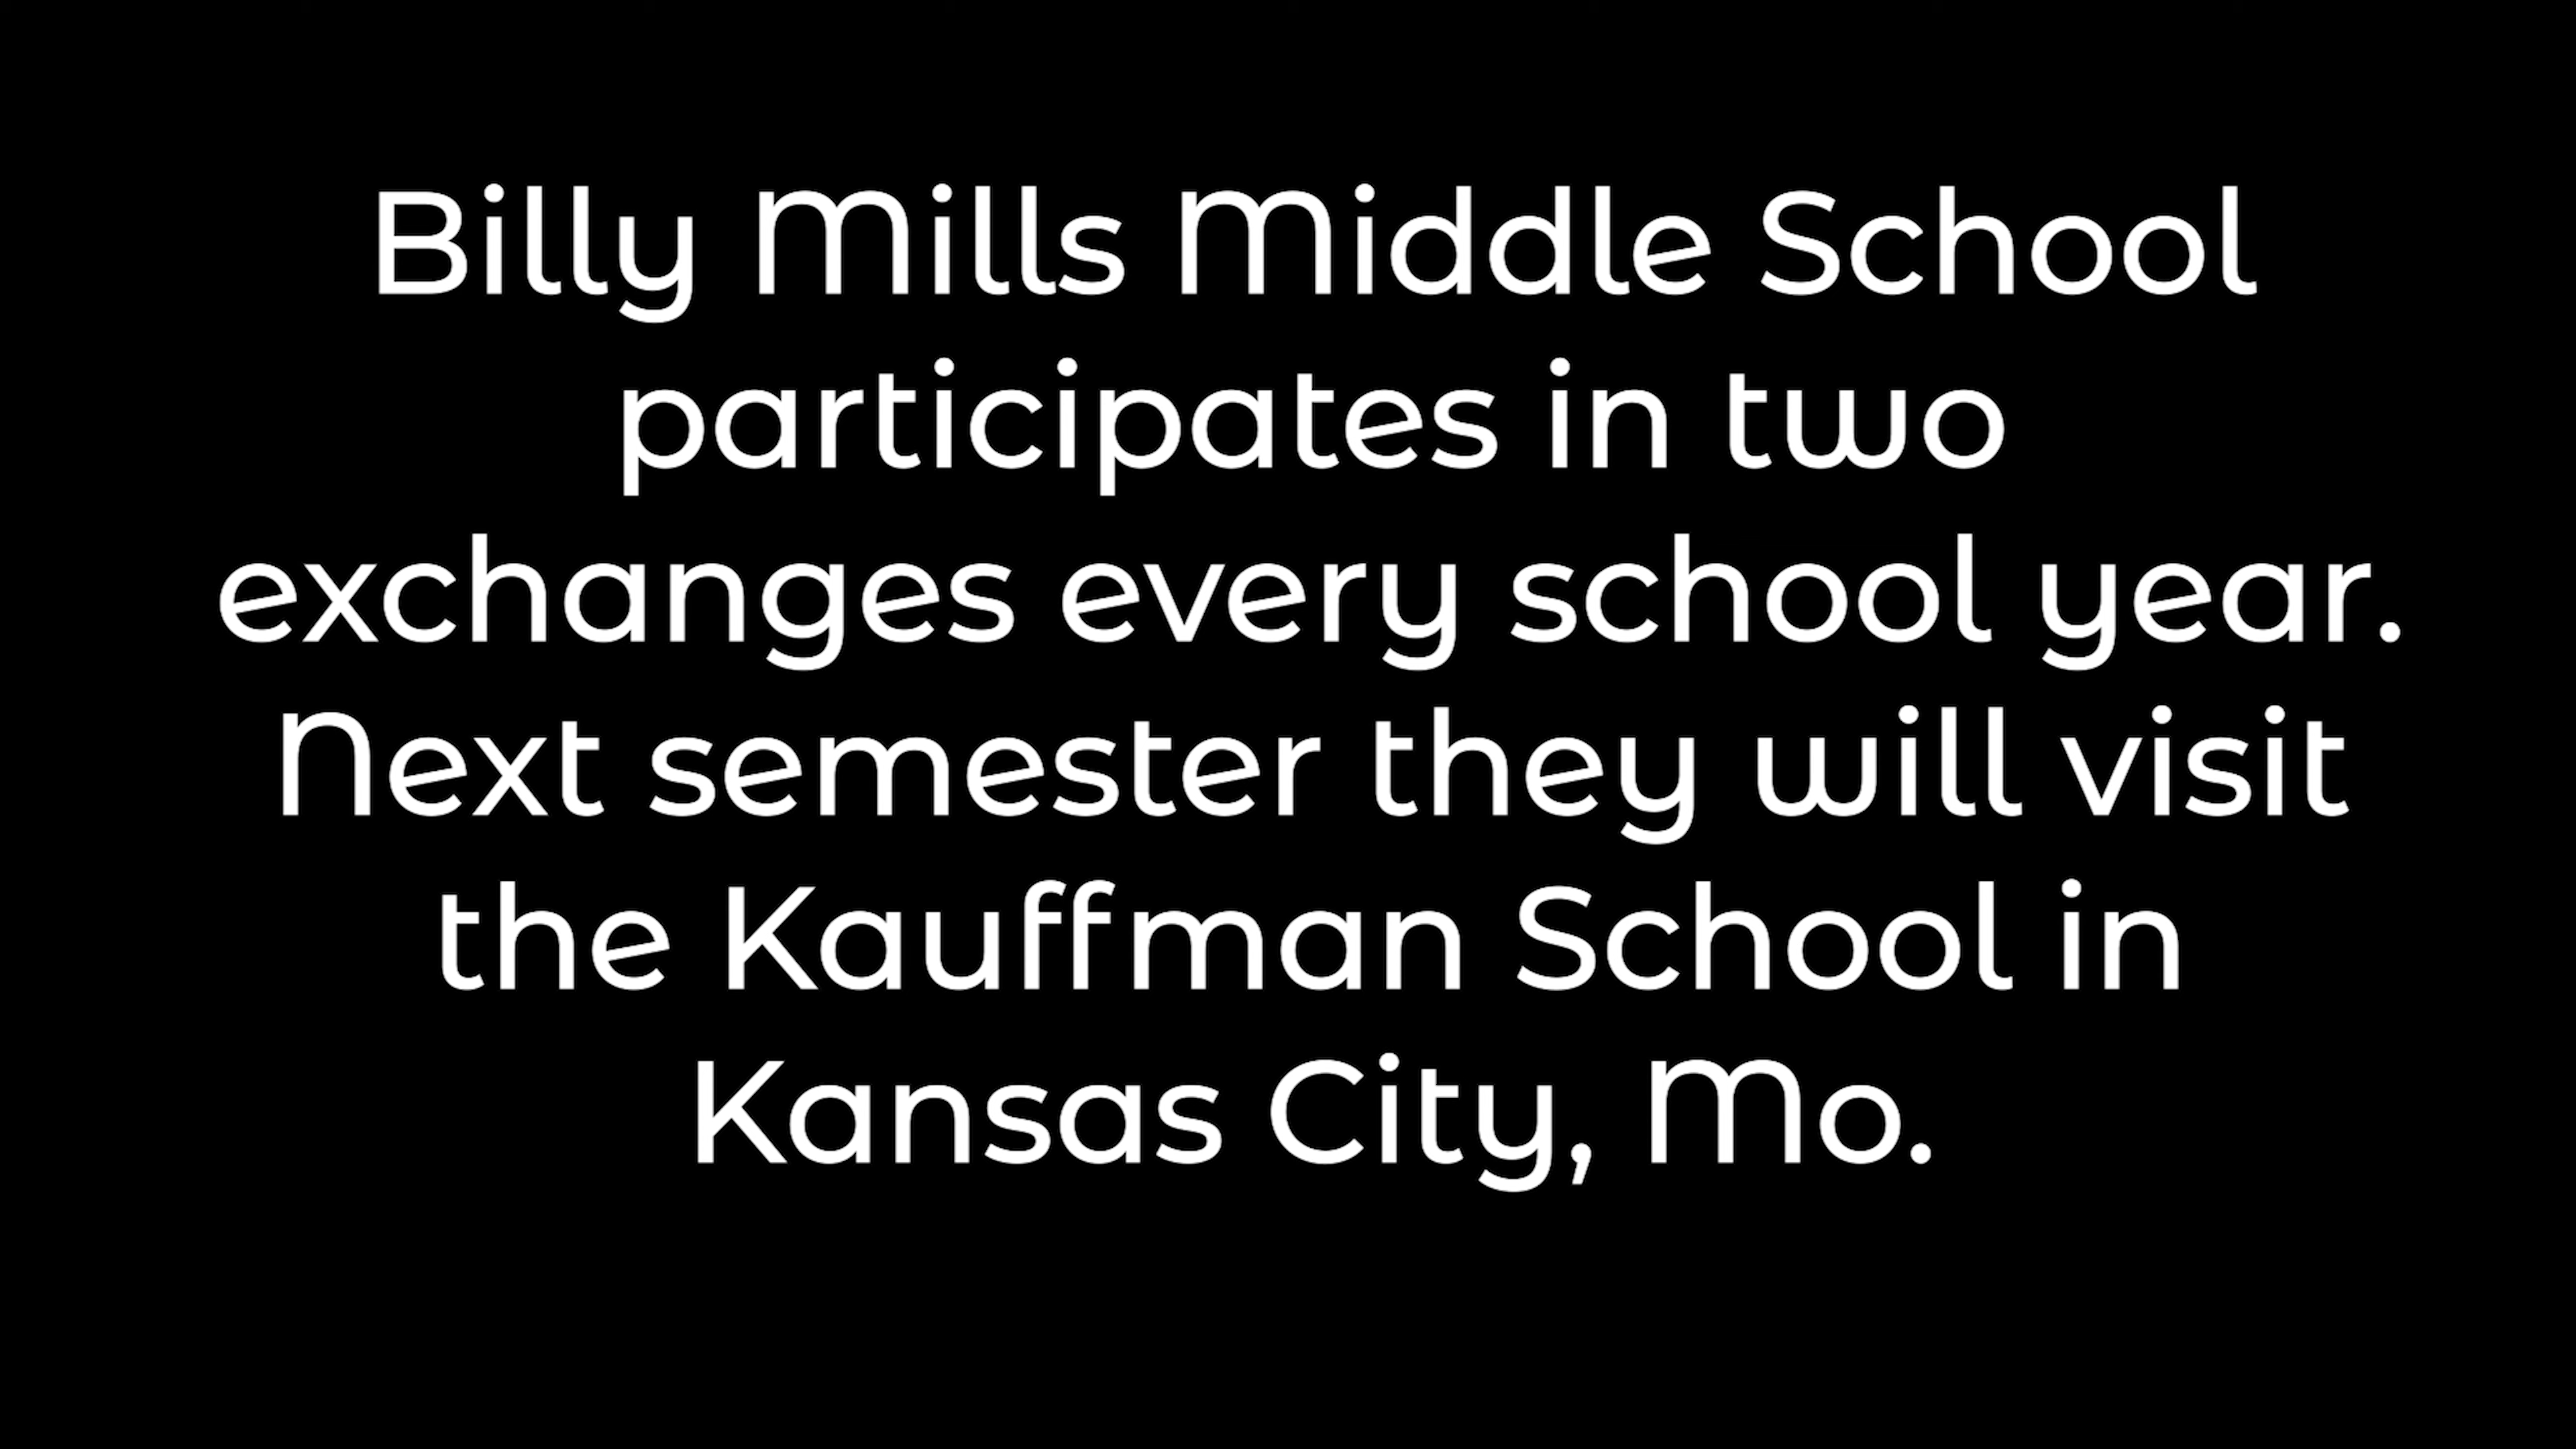 Billy Mills Middle School
participates in two
exchanges every school year.
Next semester they will visit
the Kauffman School in
Kansas City, Mo.